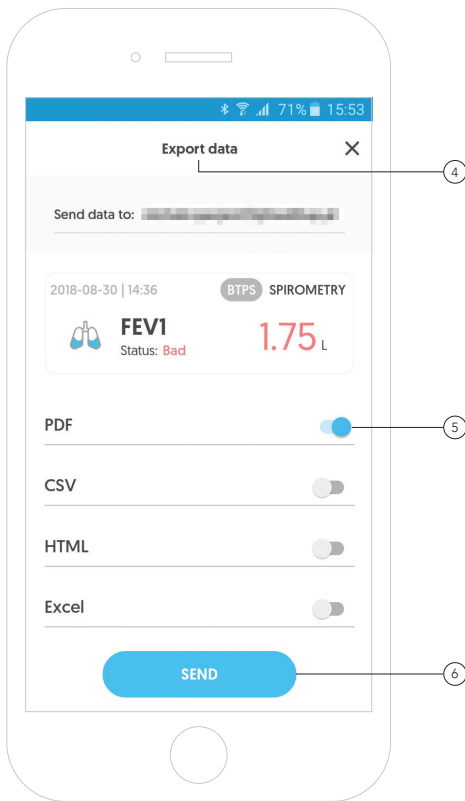 71% 15:53
Export data
4
Send data to:
2018-08-30 | 14:36 BTPS SPIROMETRY
FEV1 1.75 L
Status: Bad
PDF
5
CSV
HTML
Excel
SEND
6